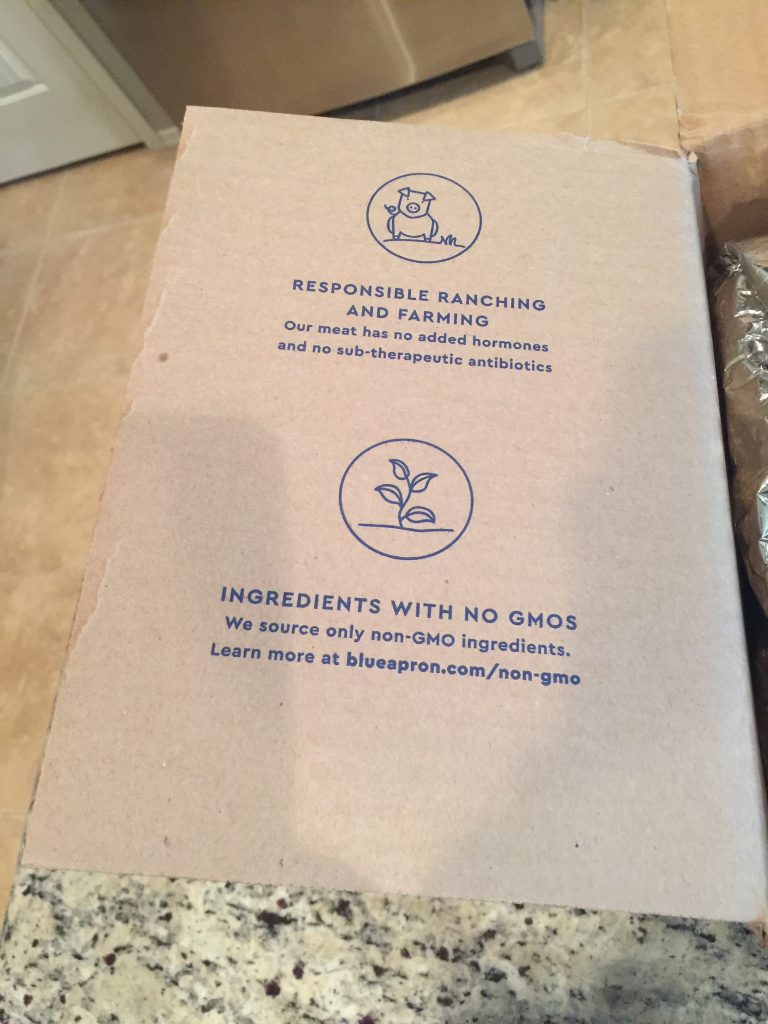 RESPONSIBLE RANCHING
AND FARMING
Our meat has no added hormones
and no sub-therapeutic antibiotics
INGREDIENTS WITH NO GMOS
We source only non-GMO ingredients.
Learn more at blueapron.com/non-gmo